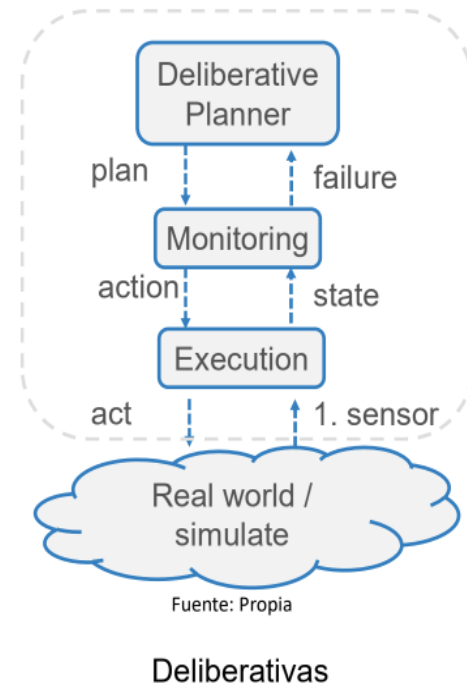 Deliberative
Planner
plan
failure
Monitoring
action
state
Execution
act
1. sensor
Real world /
simulate
Fuente: Propia
Deliberativas